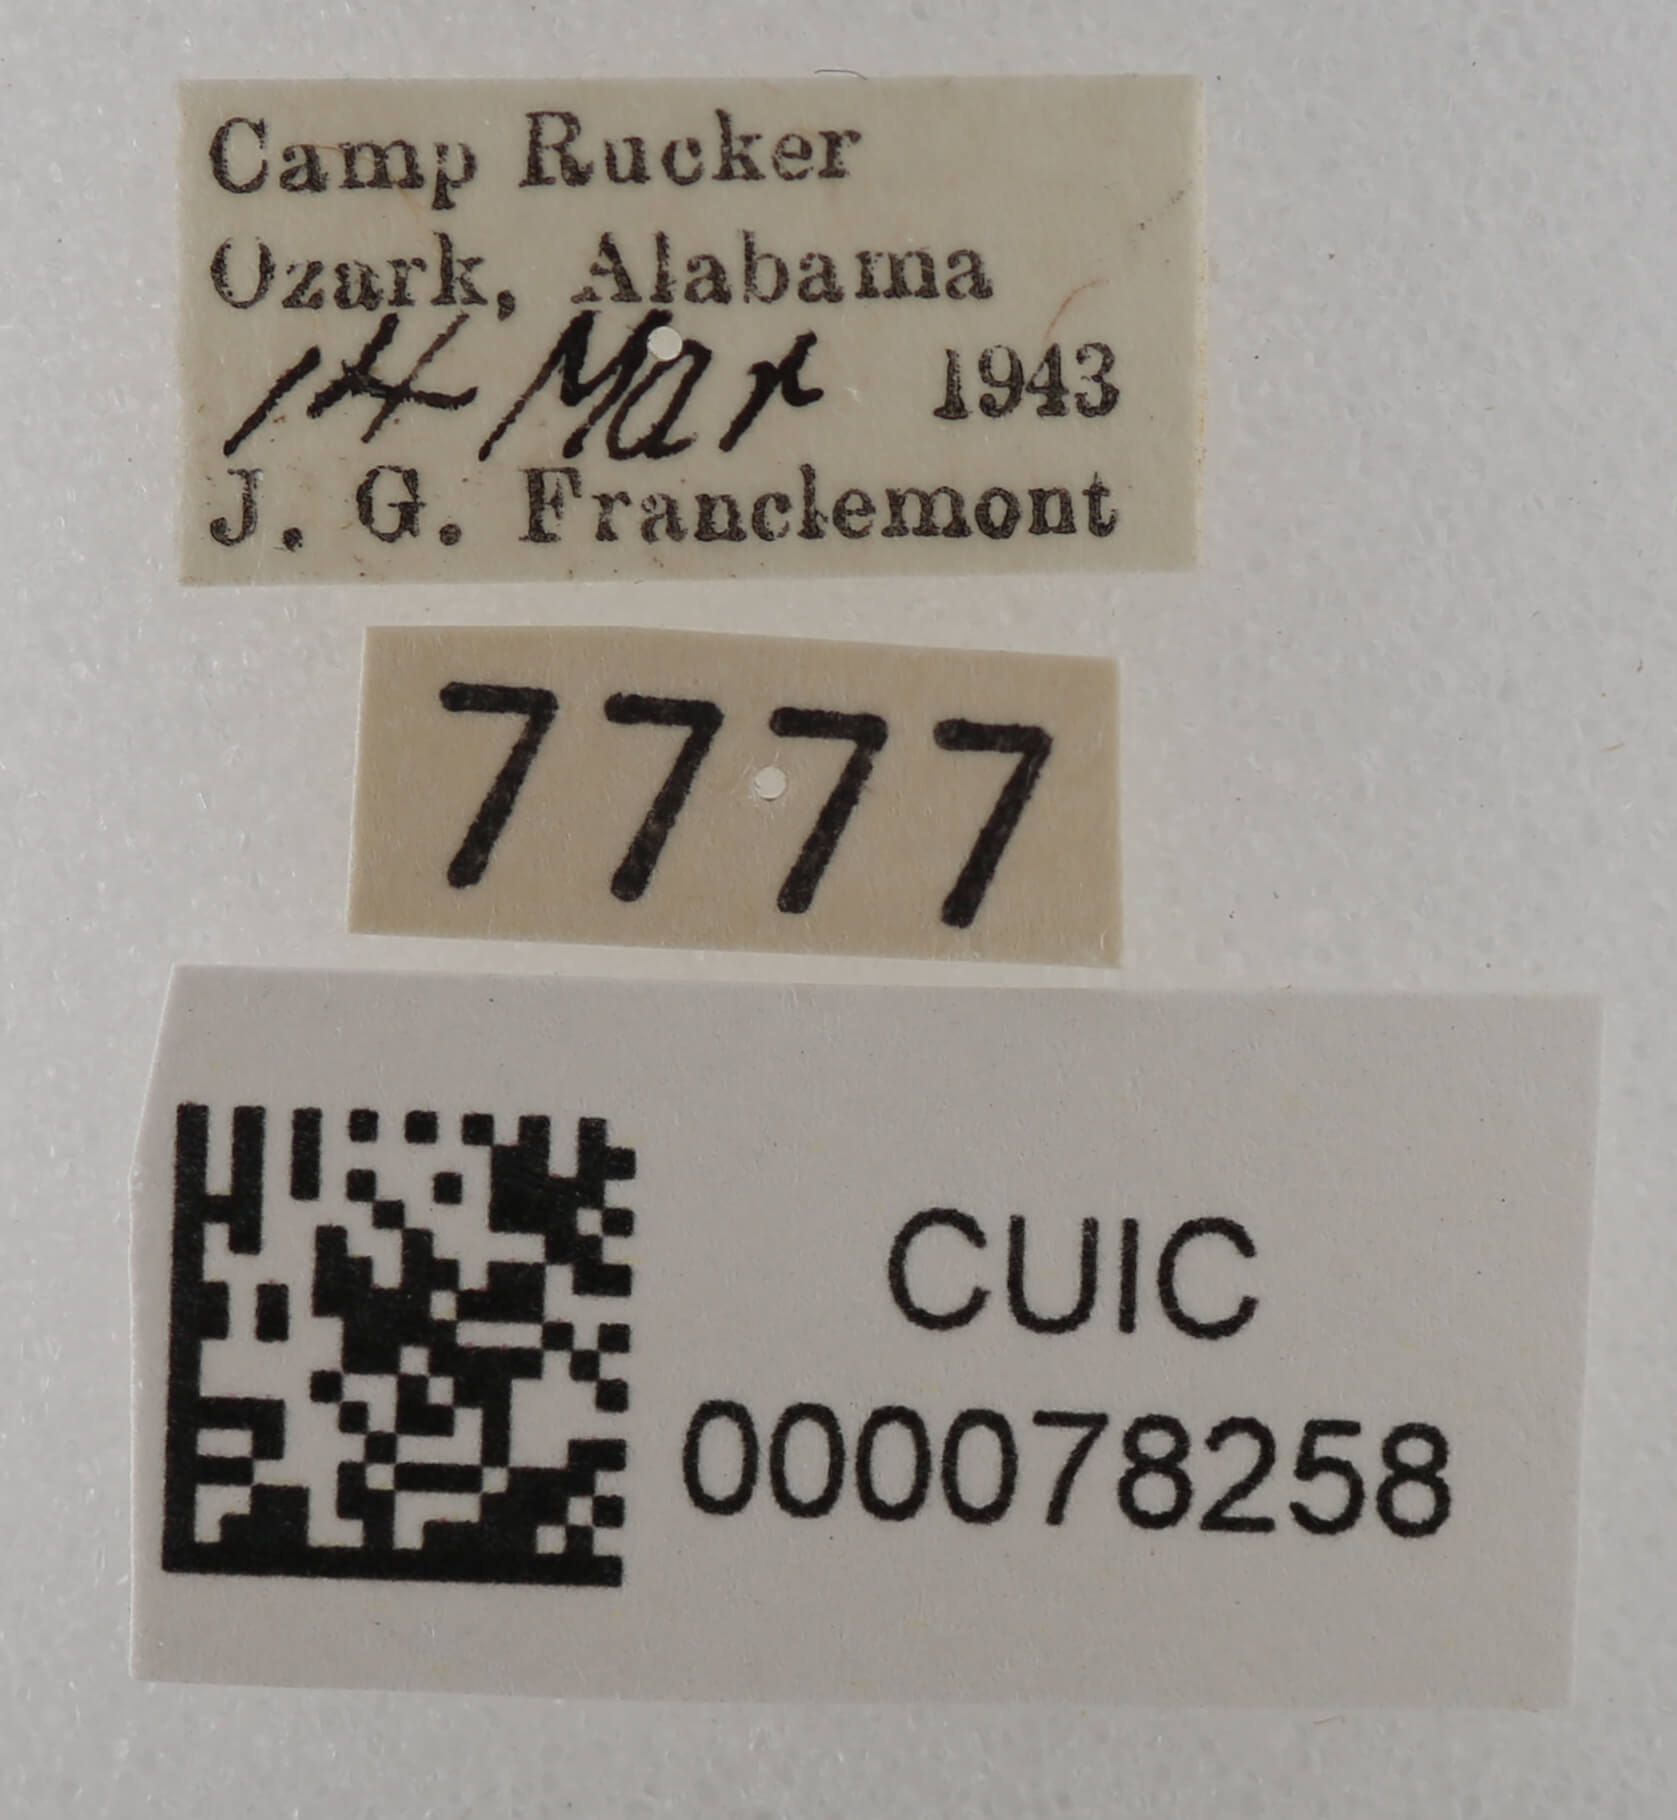 Camp Rucker
Ozark, Alabama
14 Mar 1943
J. G. Franclemont
7777
CUIC
000078258